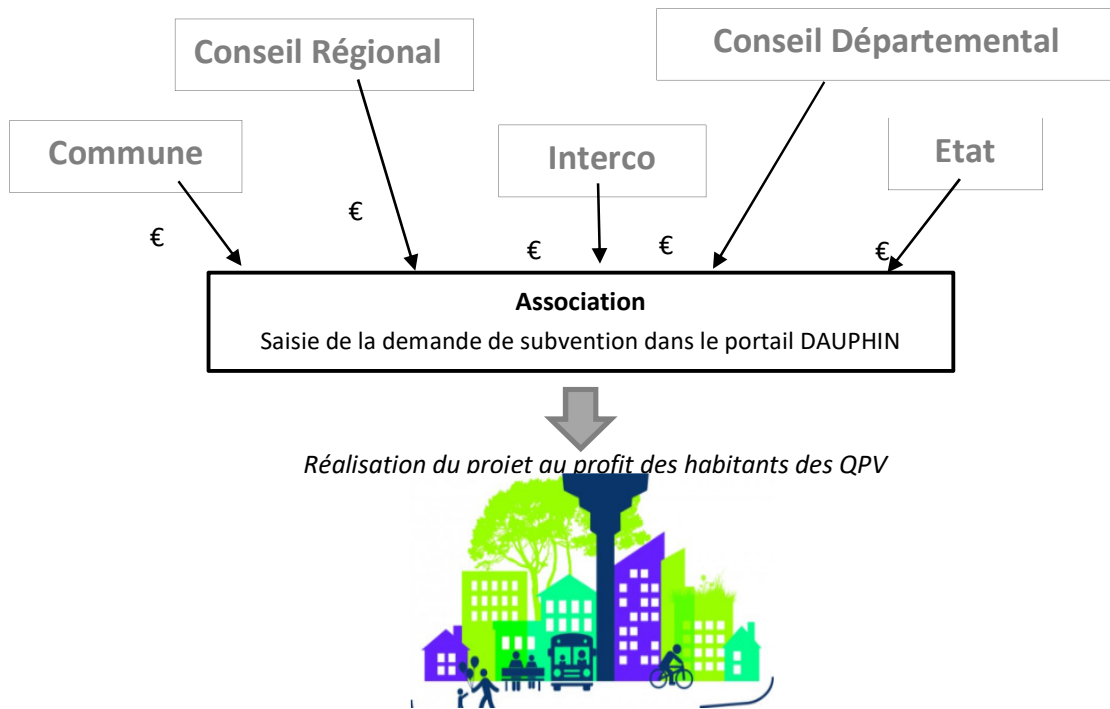 Conseil Régional
Conseil Départemental
Commune
Interco
Etat
€
€
€
€
€
Association
Saisie de la demande de subvention dans le portail DAUPHIN
Réalisation du projet au profit des habitants des QPV